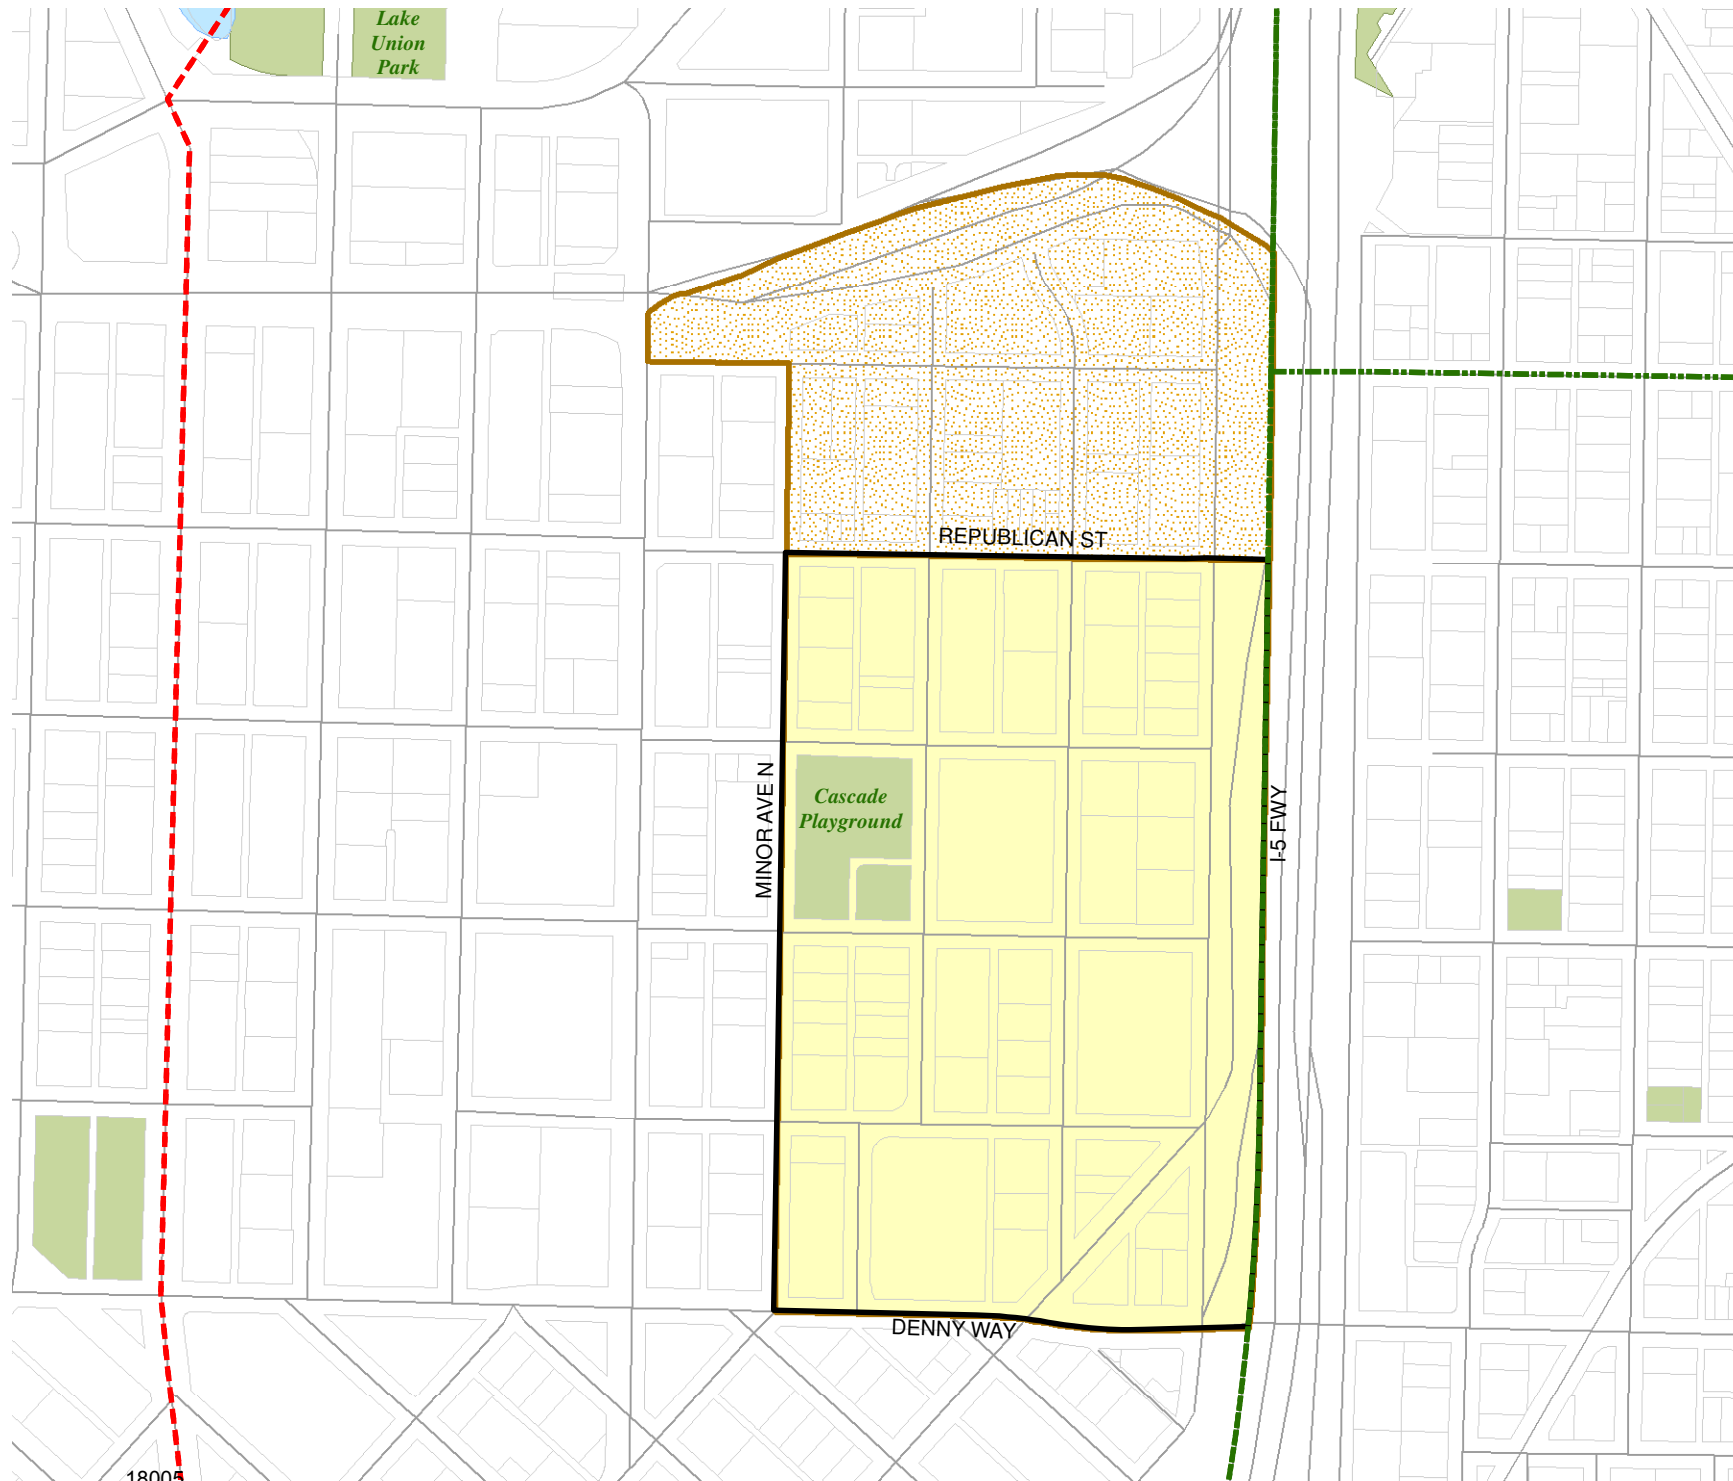 Lake
Union
Park
REPUBLICAN ST
Cascade
Playground
MINOR AVE N
I-5 FWY
DENNY WAY
18005